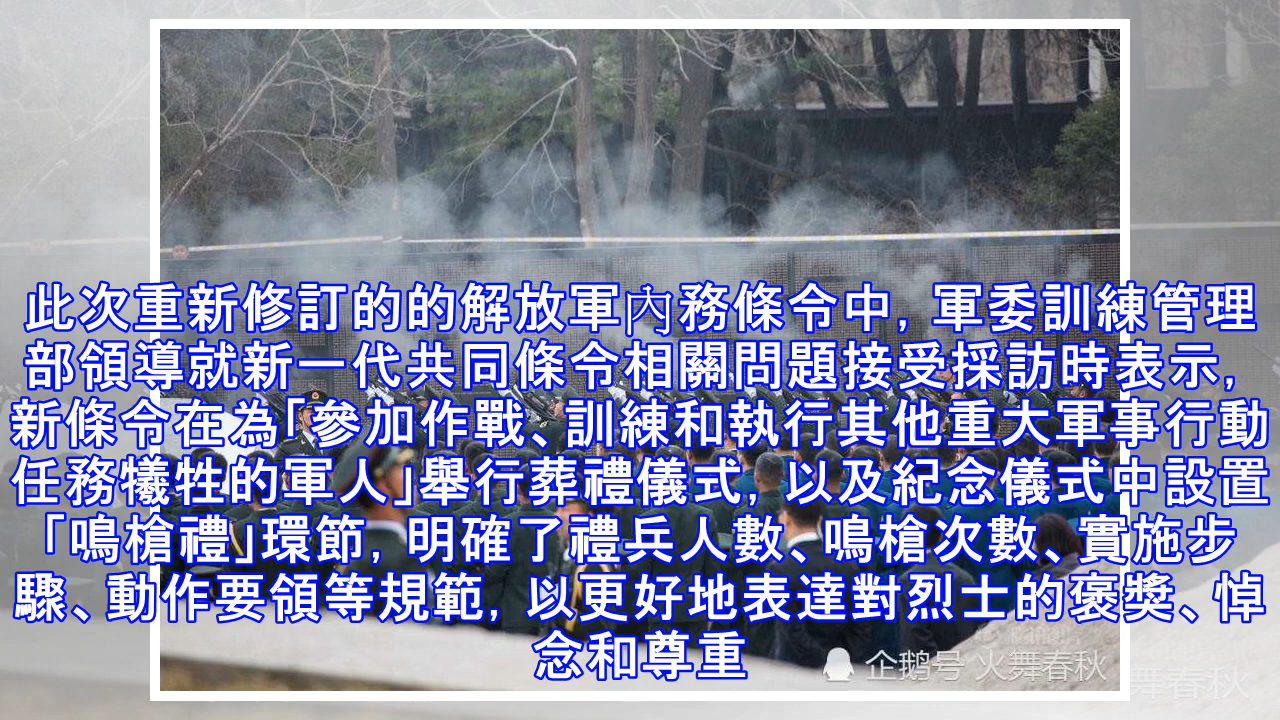 此次重新修訂的的解放軍內務條令中，軍委訓練管理
部領導就新一代共同條令相關問題接受採訪時表示，
新條令在為「參加作戰、訓練和執行其他重大軍事行動
任務犧牲的軍人」舉行葬禮儀式，以及紀念儀式中設置
「鳴槍禮」環節，明確了禮兵人數、鳴槍次數、實施步
驟、動作要領等規範，以更好地表達對烈士的褒獎、悼
念和尊重
企鹅号 火舞春秋
舞春秋